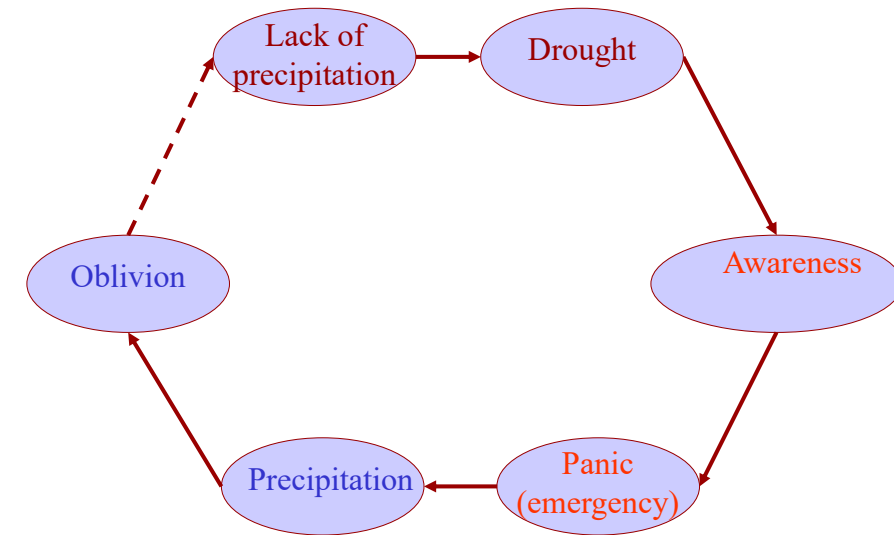 Lack of
precipitation
Drought
Awareness
Panic
(emergency)
Precipitation
Oblivion